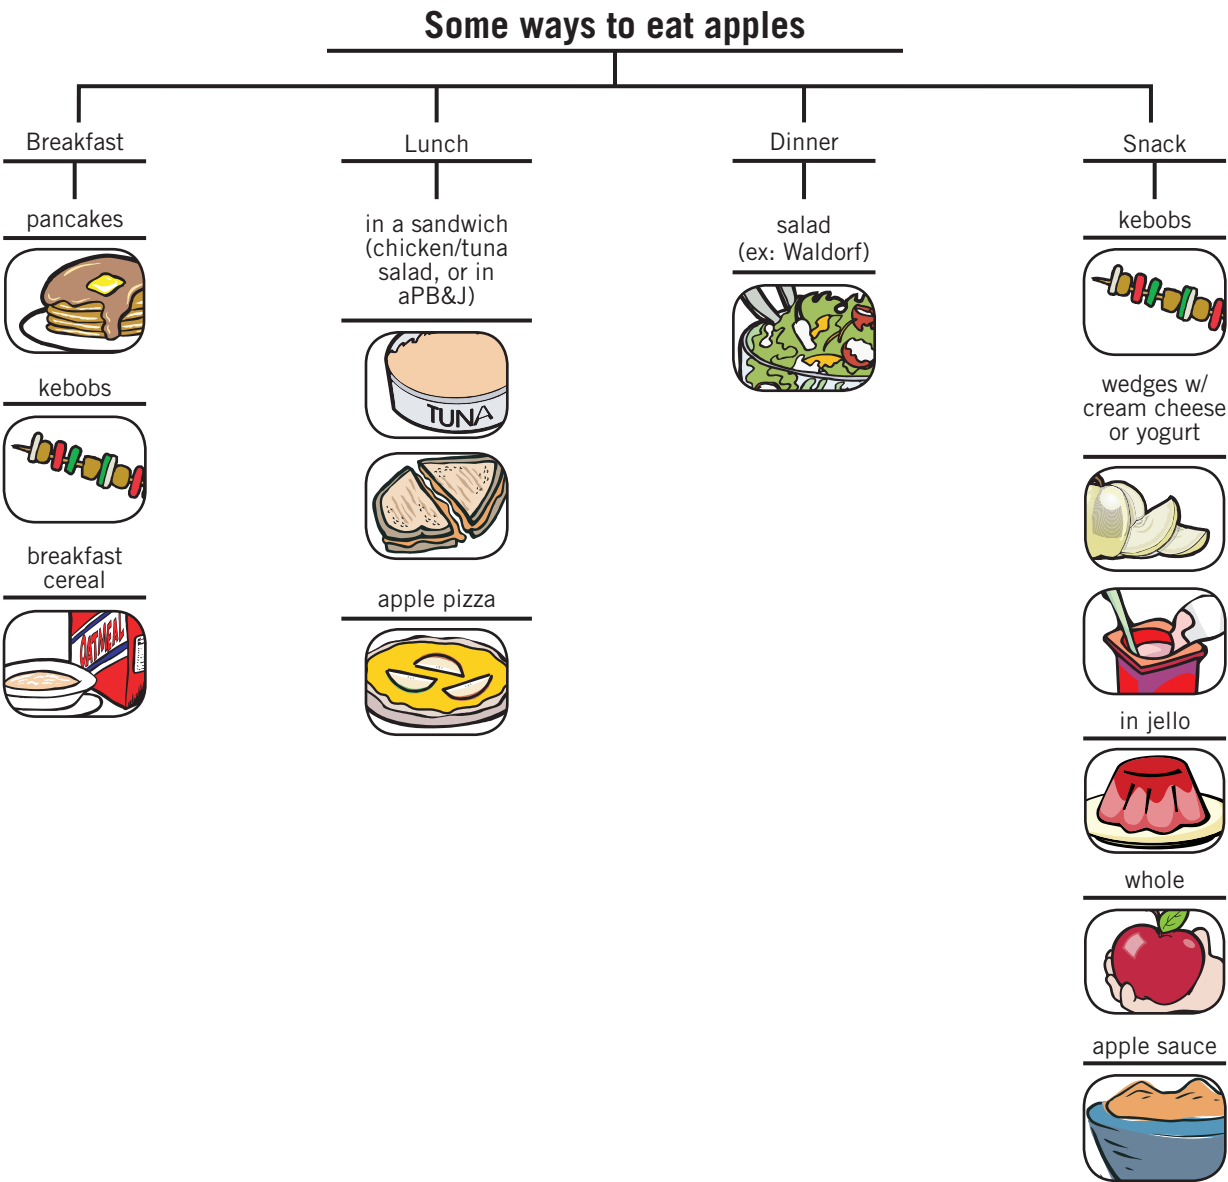 Some ways to eat apples
Breakfast
Lunch
Dinner
Snack
pancakes
kebobs
breakfast
cereal
OATMEAL
in a sandwich
(chicken/tuna
salad, or in
aPB&J)
TUNA
apple pizza
salad
(ex: Waldorf)
kebobs
wedges w/
cream cheese
or yogurt
in jello
whole
apple sauce